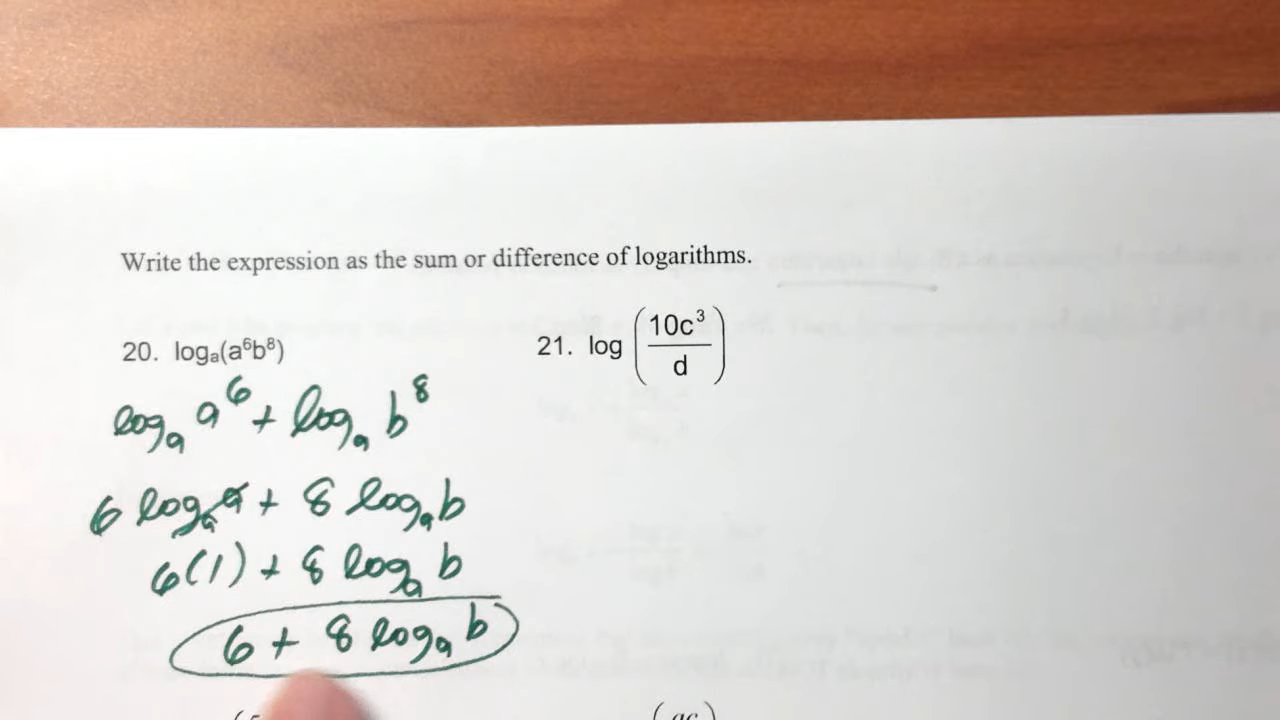 Write the expression as the sum or difference of logarithms.
20. logₐ(a⁶b⁸)
logₐ a⁶ + logₐ b⁸
6 logₐ a + 8 logₐ b
6(1) + 8 logₐ b
6 + 8 logₐ b
21. log (10c³/d)
ac